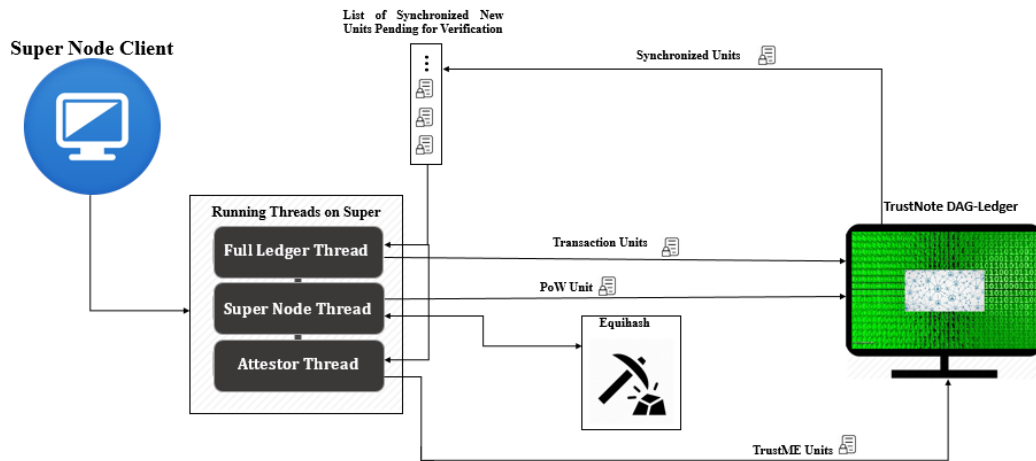 List of Synchronized New
Units Pending for Verification
Super Node Client
Synchronized Units
Running Threads on Super
TrustNote DAG-Ledger
Full Ledger Thread
Transaction Units
Super Node Thread
PoW Unit
Equihash
Attestor Thread
TrustME Units